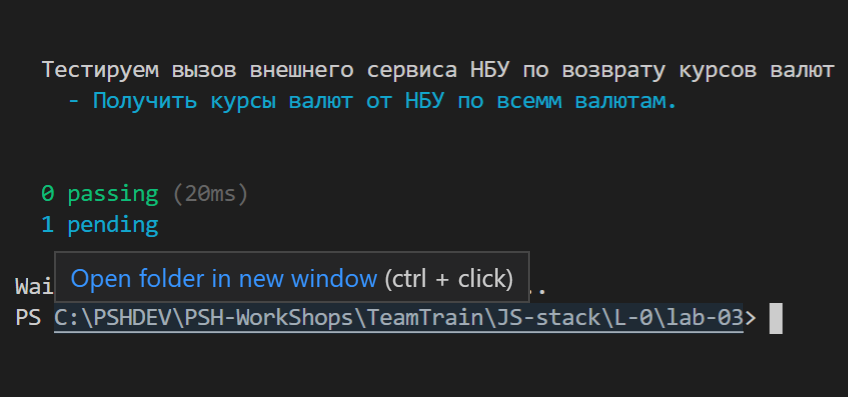 Тестируем вызов внешнего сервиса НБУ по возврату курсов валют
- Получить курсы валют от НБУ по всемм валютам.
0 passing (20ms)
1 pending
Open folder in new window (ctrl + click)
Wai
..
PS C:\PSHDEV\PSH-WorkShops\TeamTrain\JS-stack\L-0\lab-03>